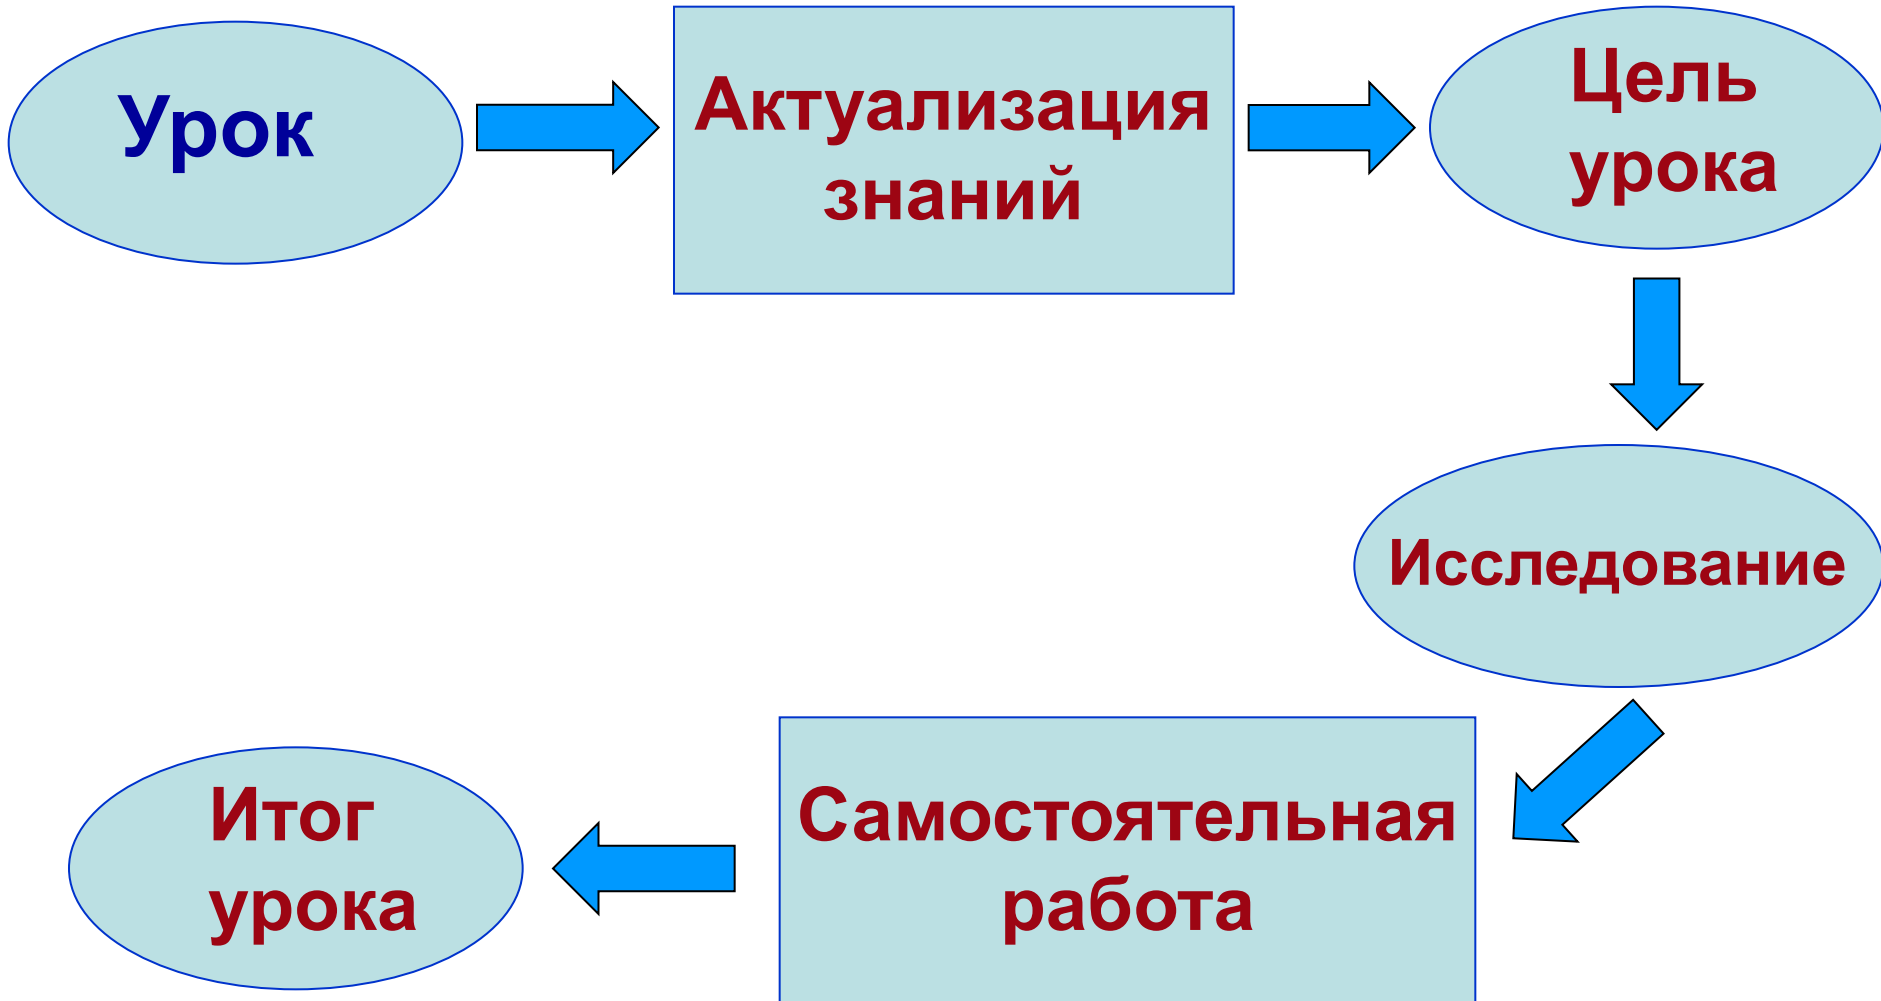 Урок
Актуализация
знаний
Цель
урока
Исследование
Самостоятельная
работа
Итог
урока